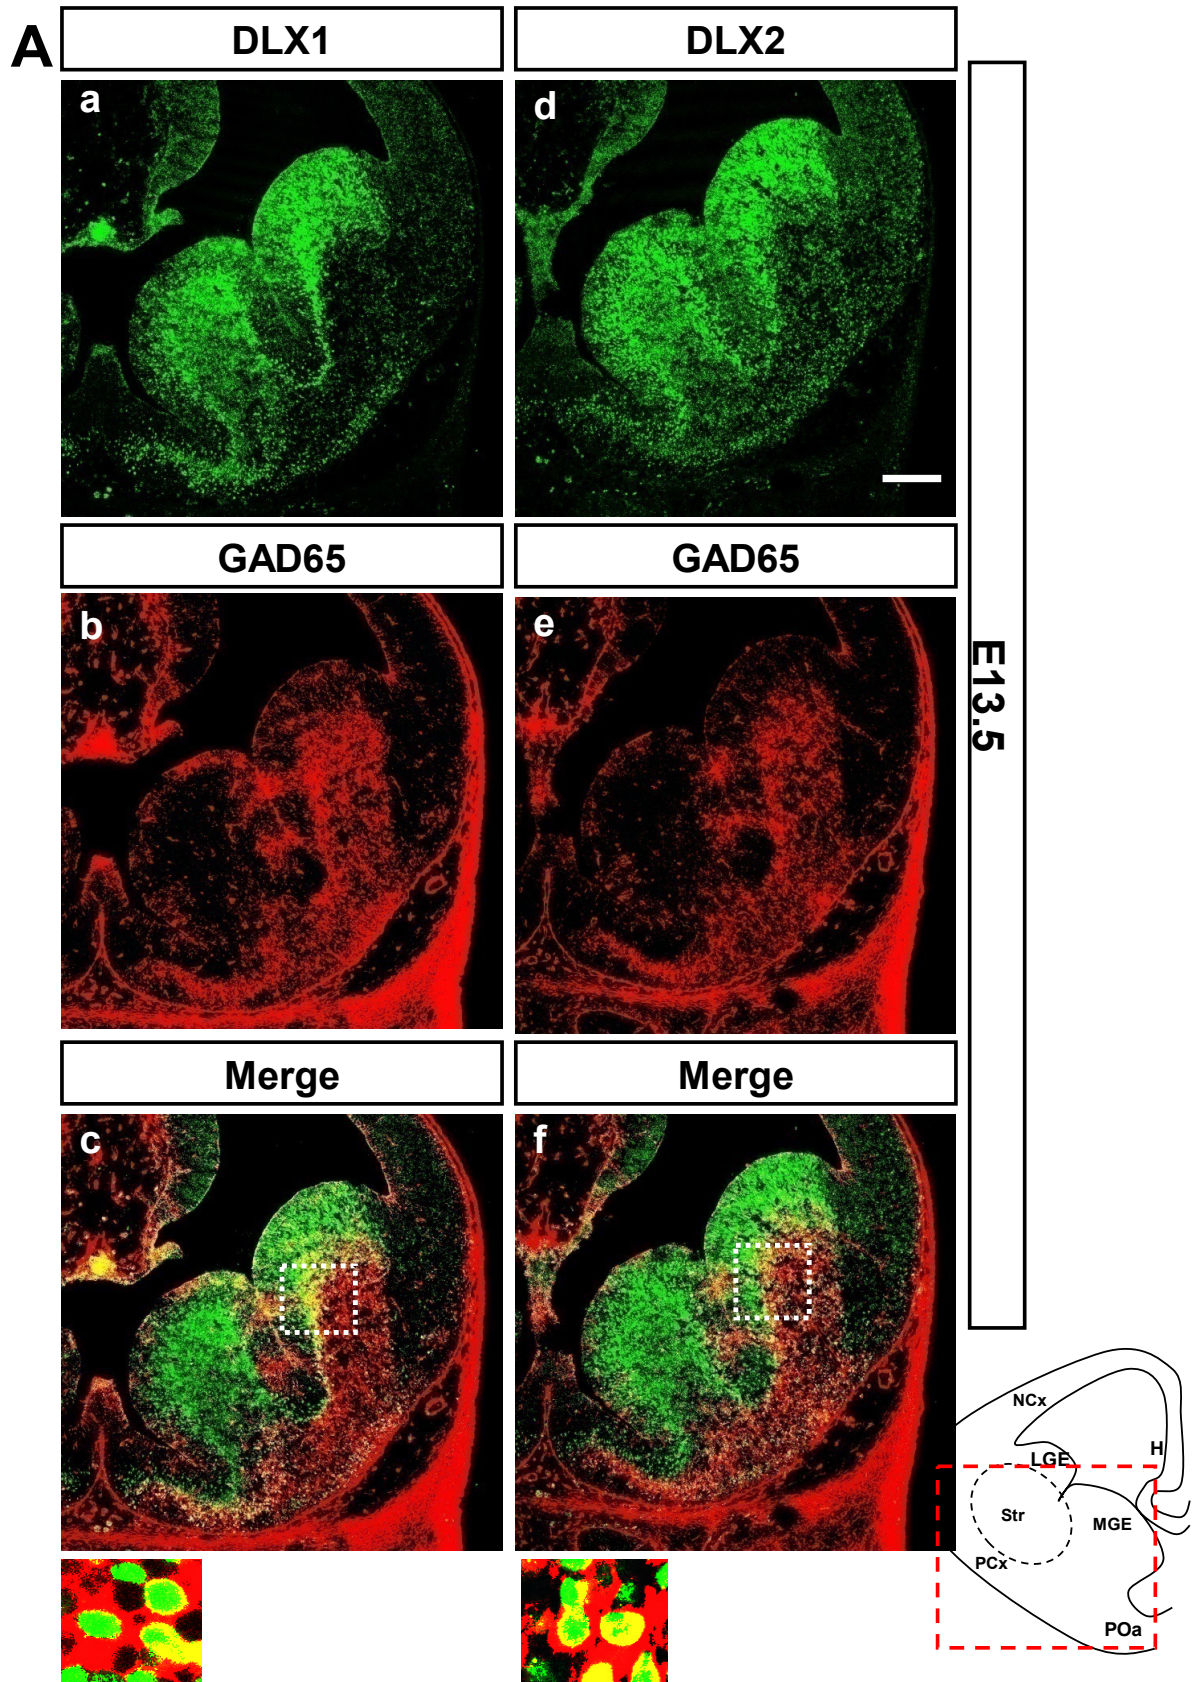 A
DLX1
DLX2
a
d
GAD65
GAD65
b
e
E13.5
Merge
Merge
c
f
NCx
LGE
H
Str
MGE
PCx
POa